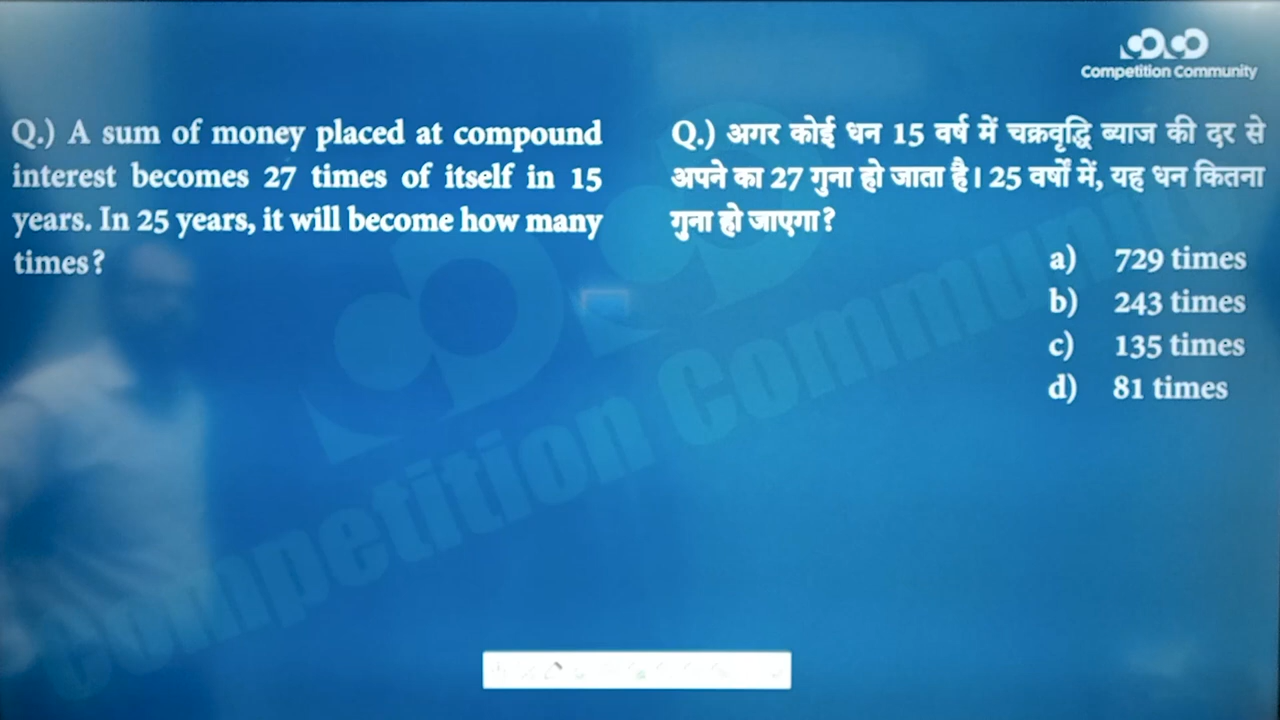 Competition Community
Q.) A sum of money placed at compound
interest becomes 27 times of itself in 15
years. In 25 years, it will become how many
times?
Q.) अगर कोई धन 15 वर्ष में चक्रवृद्धि ब्याज की दर से
अपने का 27 गुना हो जाता है। 25 वर्षों में, यह धन कितना
गुना हो जाएगा?
a) 729 times
b) 243 times
c) 135 times
d) 81 times
Competition Community